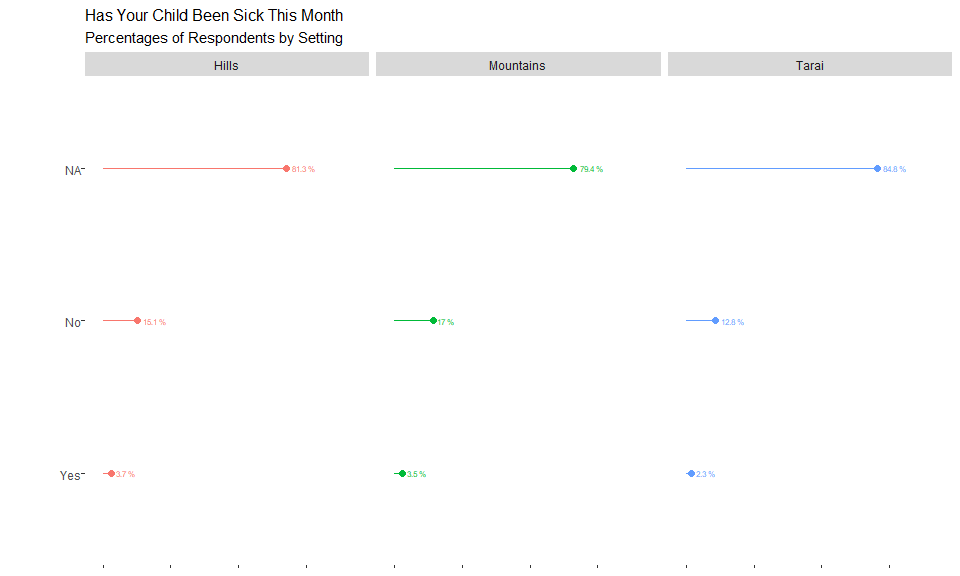 Has Your Child Been Sick This Month
Percentages of Respondents by Setting
Hills Mountains Tarai
NA 81.3 % 79.4 % 84.8 %
No 15.1 % 17 % 12.8 %
Yes 3.7 % 3.5 % 2.3 %